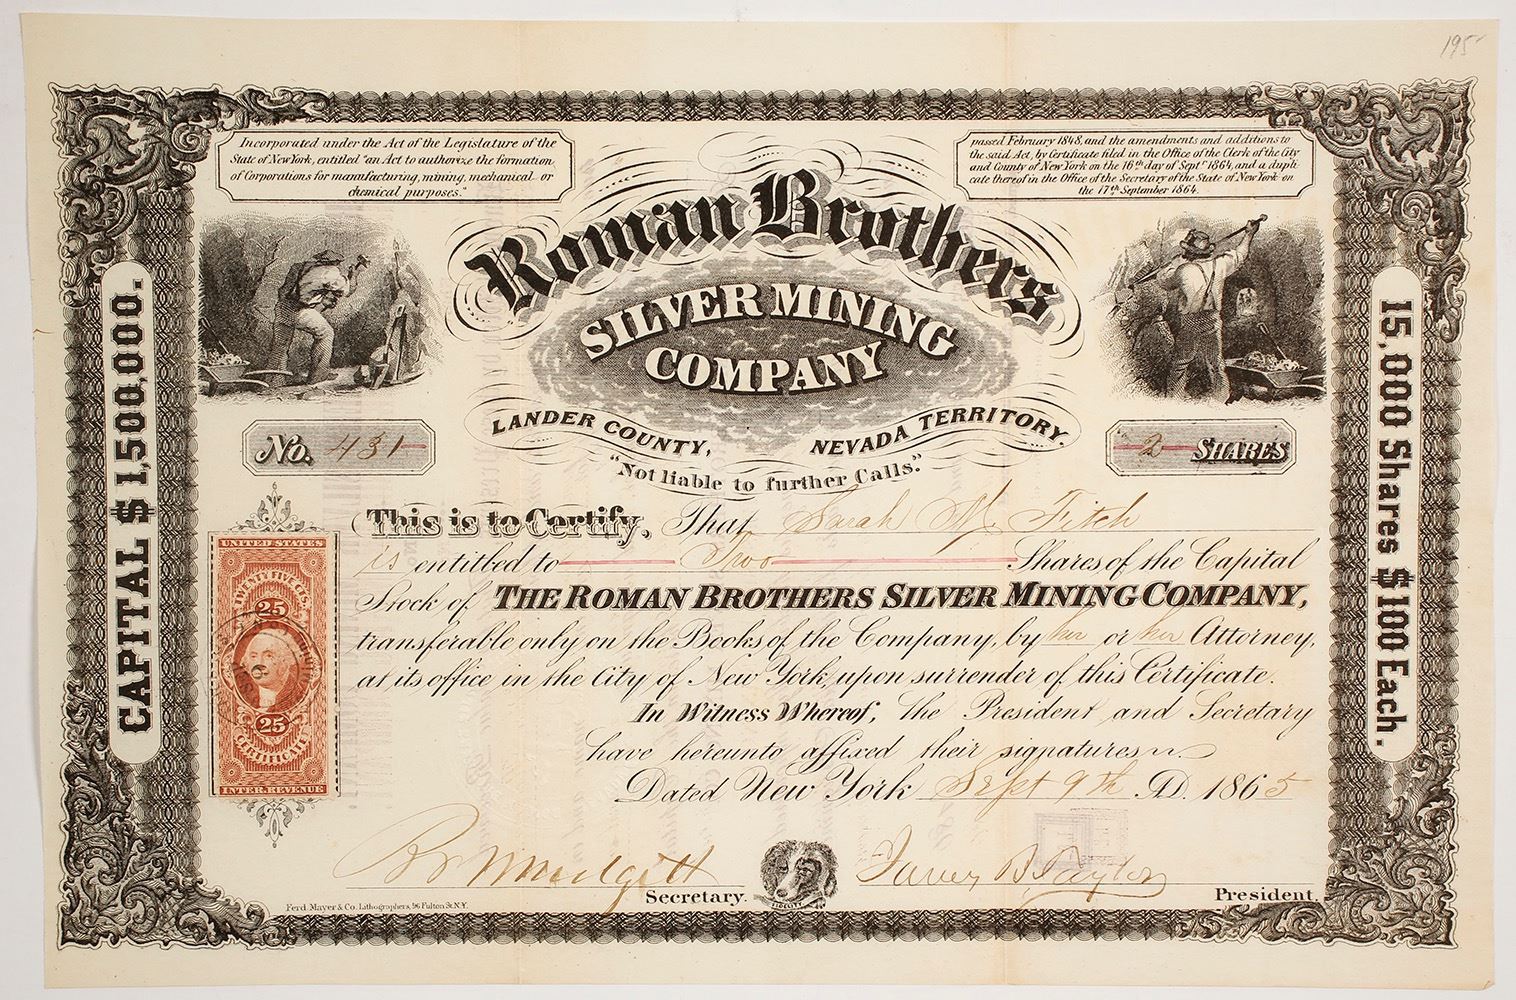 195
Incorporated under the Act of the Legislature of the
State of New York, entitled "an Act to authorize the formation
of Corporations for manufacturing, mining, mechanical or
chemical purposes."
passed February 1848, and the amendments and additions to
the said Act, by Certificate filed in the Office of the Clerk of the City
and County of New York on the 16th day of Sept 1864, and a dupli
cate thereof in the Office of the Secretary of the State of New York on
the 17th September 1864.
Roman Brothers
SILVER MINING
COMPANY
LANDER COUNTY, NEVADA TERRITORY.
"Not liable to further Calls."
No. 431
2 SHARES
CAPITAL $1,500,000.
15,000 Shares $100 Each.
This is to Certify, That Sarah M Fitch
is entitled to Two Shares of the Capital
Stock of THE ROMAN BROTHERS SILVER MINING COMPANY,
transferable only on the Books of the Company, by her or her Attorney,
at its office in the City of New York, upon surrender of this Certificate.
In Witness Whereof, the President and Secretary
have hereunto affixed their signatures
Dated New York Sept 9th A.D. 1865
UNITED STATES
TWENTY FIVE CTS.
25
25
CERTIFICATE
INTER. REVENUE
Secretary.
FIDELITY
President.
Ferd. Mayer & Co. Lithographers, 96 Fulton St. N.Y.